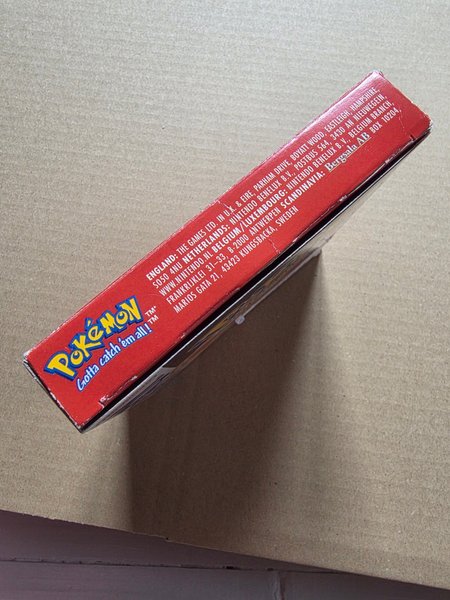 POKéMON™
Gotta catch 'em all!™
ENGLAND: THE GAMES LTD. IN U.K. & EIRE, PARHAM DRIVE, BOYATT WOOD, EASTLEIGH, HAMPSHIRE,
SO50 4NU NETHERLANDS: NINTENDO BENELUX B.V. POSTBUS 564, 3430 AN NIEUWEGEIN,
WWW.NINTENDO.NL BELGIUM/LUXEMBOURG: NINTENDO BENELUX B.V. BELGIUM BRANCH,
FRANKRIJKLEI 31-33 B-2000 ANTWERPEN SCANDINAVIA: Bergsala AB BOX 10204,
MARIOS GATA 21, 43423 KUNGSBACKA, SWEDEN